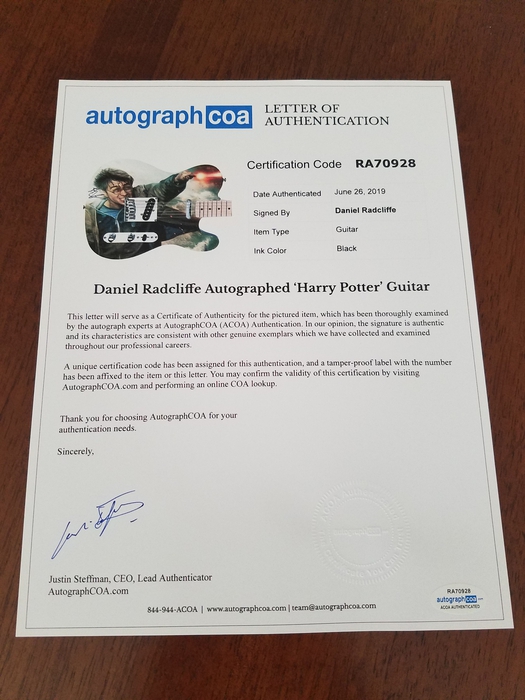 autographcoa LETTER OF
AUTHENTICATION
Certification Code RA70928
Date Authenticated June 26, 2019
Signed By Daniel Radcliffe
Item Type Guitar
Ink Color Black
Daniel Radcliffe Autographed ‘Harry Potter’ Guitar
This letter will serve as a Certificate of Authenticity for the pictured item, which has been thoroughly examined
by the autograph experts at AutographCOA (ACOA) Authentication. In our opinion, the signature is authentic
and its characteristics are consistent with other genuine exemplars which we have collected and examined
throughout our professional careers.
A unique certification code has been assigned for this authentication, and a tamper-proof label with the number
has been affixed to the item or this letter. You may confirm the validity of this certification by visiting
AutographCOA.com and performing an online COA lookup.
Thank you for choosing AutographCOA for your
authentication needs.
Sincerely,
Justin Steffman, CEO, Lead Authenticator
AutographCOA.com
844-944-ACOA | www.autographcoa.com | team@autographcoa.com
RA70928
autographcoa
ACOA AUTHENTICATED